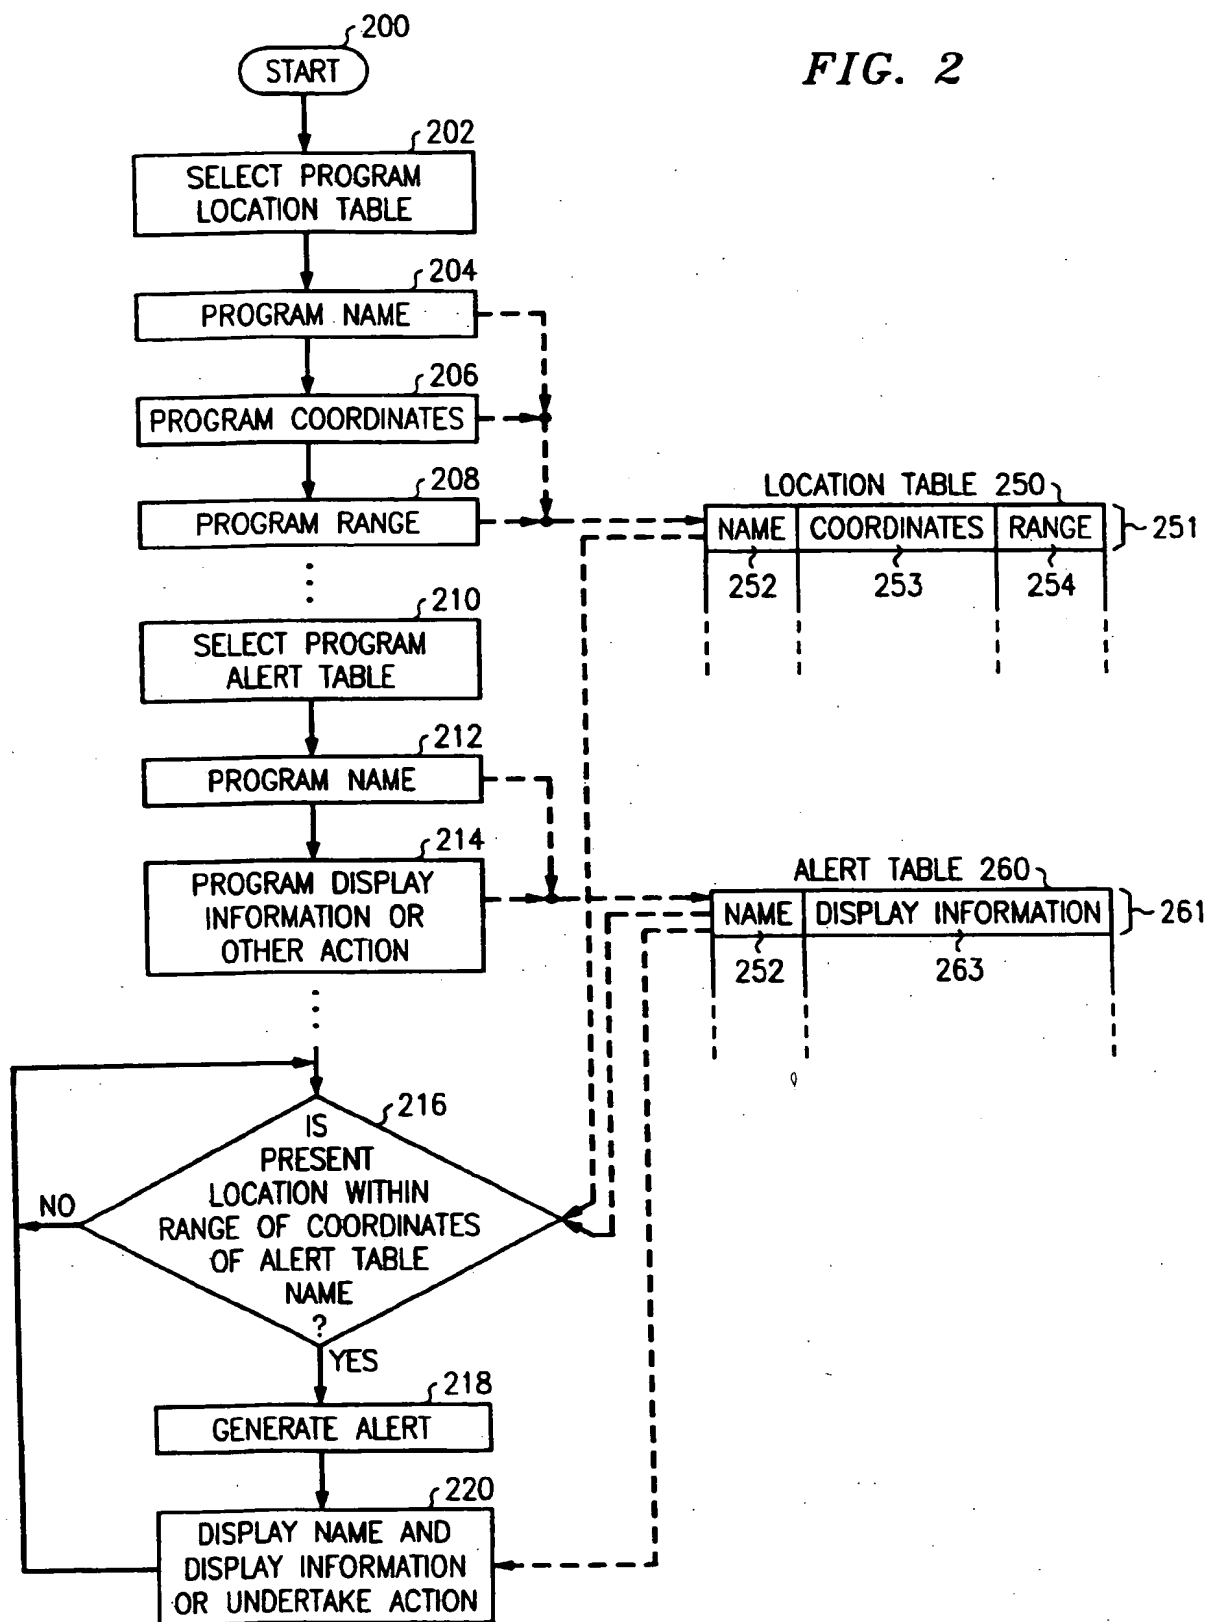 200
START
FIG. 2
202
SELECT PROGRAM
LOCATION TABLE
204
PROGRAM NAME
206
PROGRAM COORDINATES
208
PROGRAM RANGE
LOCATION TABLE 250
NAME COORDINATES RANGE
251
252 253 254
210
SELECT PROGRAM
ALERT TABLE
212
PROGRAM NAME
214
PROGRAM DISPLAY
INFORMATION OR
OTHER ACTION
ALERT TABLE 260
NAME DISPLAY INFORMATION
261
252 263
216
IS
PRESENT
LOCATION WITHIN
RANGE OF COORDINATES
OF ALERT TABLE
NAME
?
NO
YES
218
GENERATE ALERT
220
DISPLAY NAME AND
DISPLAY INFORMATION
OR UNDERTAKE ACTION